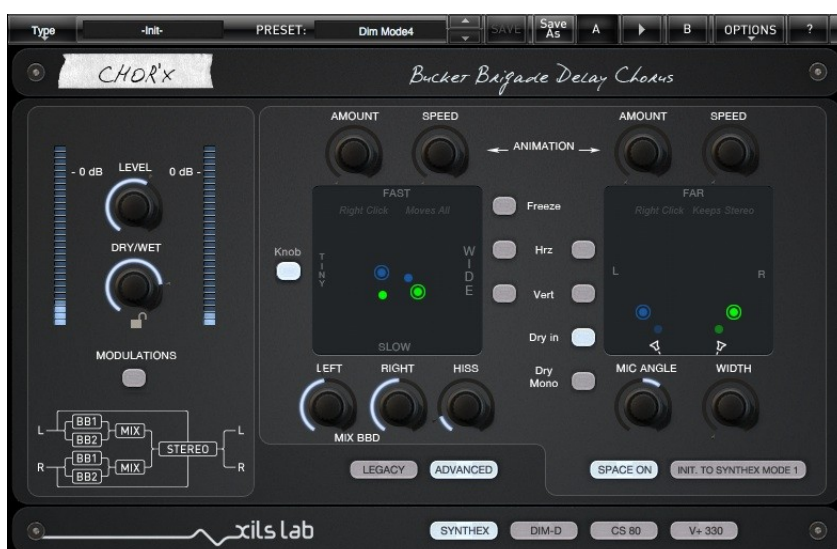 Type -Init- PRESET: Dim Mode4 SAVE Save As A B OPTIONS ?
CHOR'X Bucket Brigade Delay Chorus
AMOUNT SPEED ANIMATION AMOUNT SPEED
- 0 dB LEVEL 0 dB -
FAST Freeze FAR
Right Click Moves All Right Click Keeps Stereo
DRY/WET
Knob TINY WIDE Hrz L R
Vert
SLOW Dry in
MODULATIONS
LEFT RIGHT HISS Dry Mono MIC ANGLE WIDTH
MIX BBD
L BB1 BB2 MIX STEREO L
R BB1 BB2 MIX R
LEGACY ADVANCED SPACE ON INIT. TO SYNTHEX MODE 1
xils lab SYNTHEX DIM-D CS 80 V+ 330